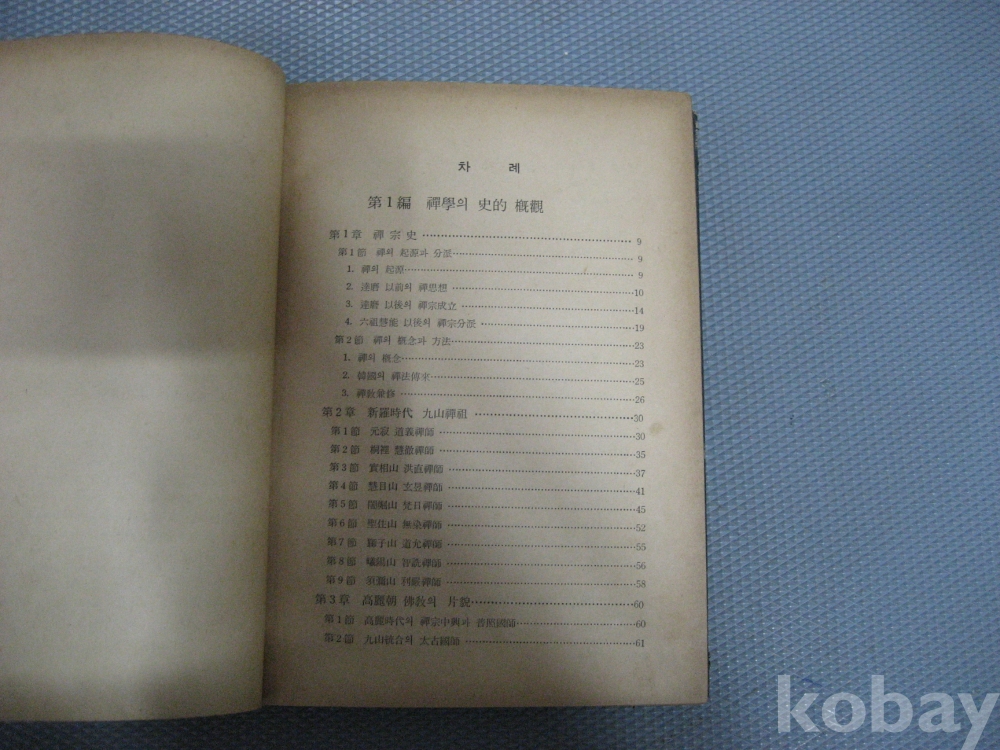 차 례
第1編 禪學의 史的 槪觀
第1章 禪宗史 9
第1節 禪의 起源과 分派 9
1. 禪의 起源 9
2. 達磨 以前의 禪思想 10
3. 達磨 以後의 禪宗成立 14
4. 六祖慧能 以後의 禪宗分派 19
第2節 禪의 槪念과 方法 23
1. 禪의 槪念 23
2. 韓國의 禪法傳來 25
3. 禪敎兼修 26
第2章 新羅時代 九山禪祖 30
第1節 元寂 道義禪師 30
第2節 桐裡 慧徹禪師 35
第3節 實相山 洪直禪師 37
第4節 慧目山 玄昱禪師 41
第5節 闍崛山 梵日禪師 45
第6節 聖住山 無染禪師 52
第7節 獅子山 道允禪師 55
第8節 曦陽山 智詵禪師 56
第9節 須彌山 利嚴禪師 58
第3章 高麗朝 佛敎의 片貌 60
第1節 高麗時代의 禪宗中興과 普照國師 60
第2節 九山統合의 太古國師 61
kobay